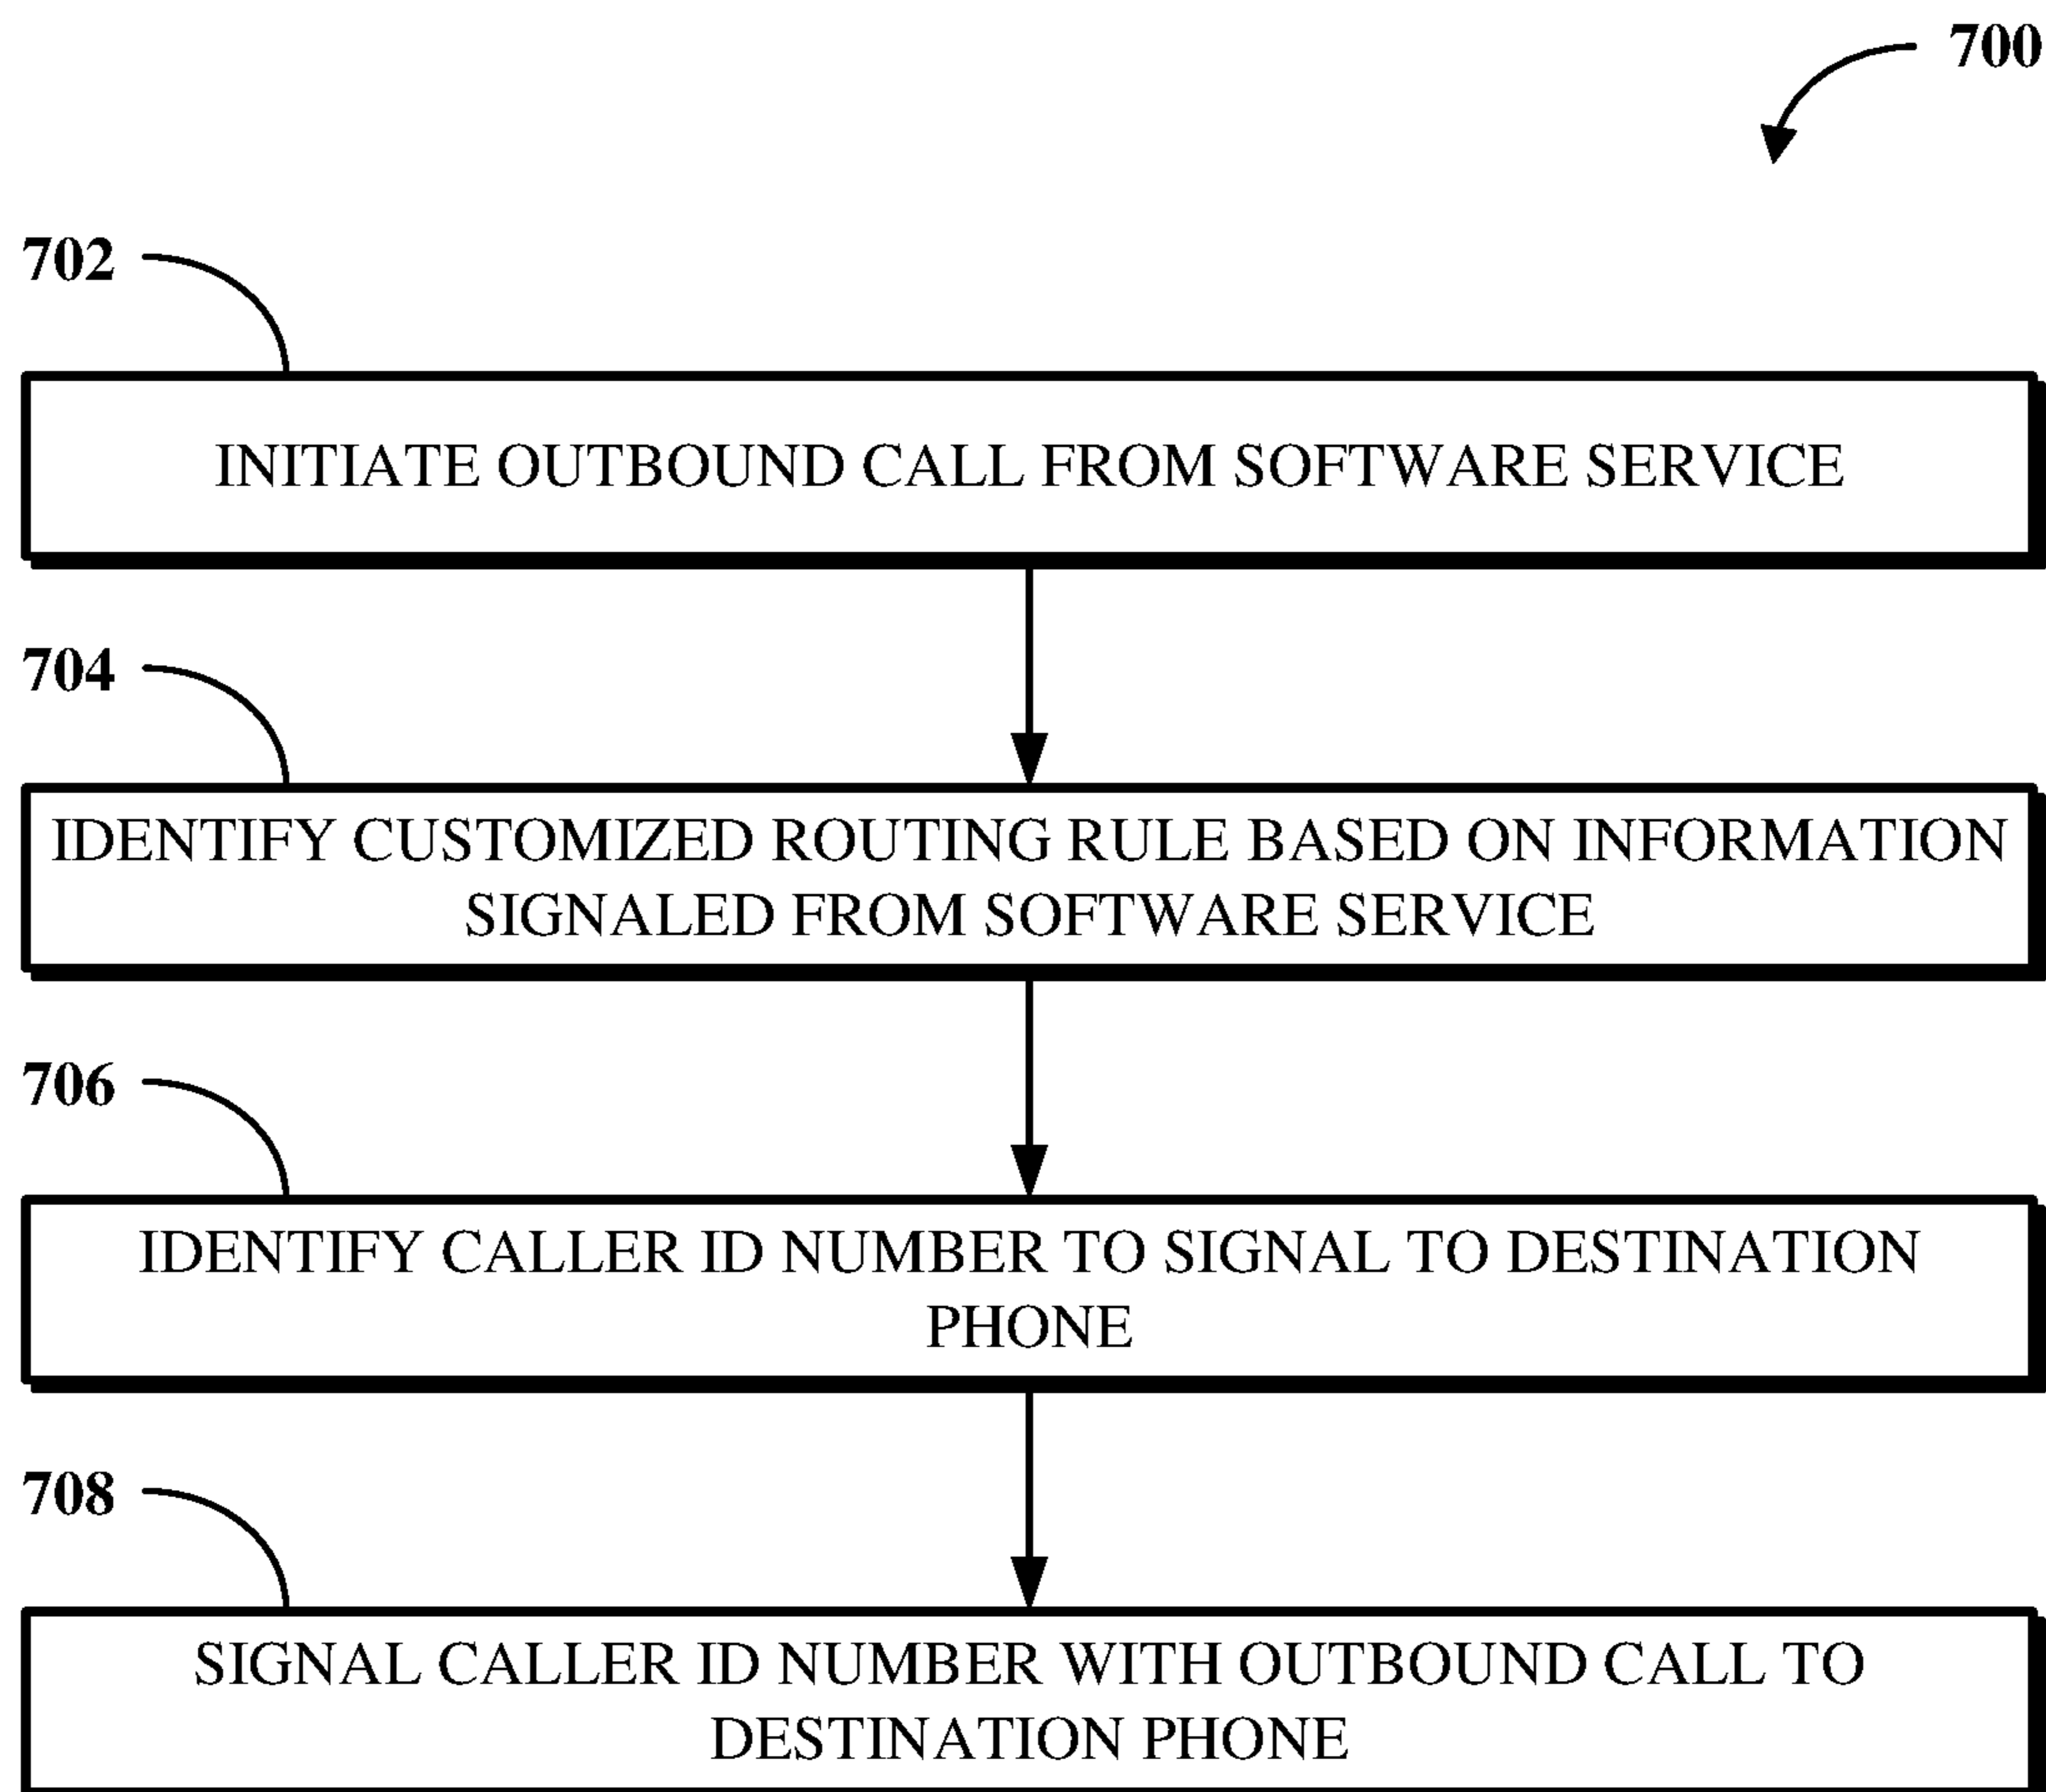 700
702
INITIATE OUTBOUND CALL FROM SOFTWARE SERVICE
704
IDENTIFY CUSTOMIZED ROUTING RULE BASED ON INFORMATION
SIGNALED FROM SOFTWARE SERVICE
706
IDENTIFY CALLER ID NUMBER TO SIGNAL TO DESTINATION
PHONE
708
SIGNAL CALLER ID NUMBER WITH OUTBOUND CALL TO
DESTINATION PHONE